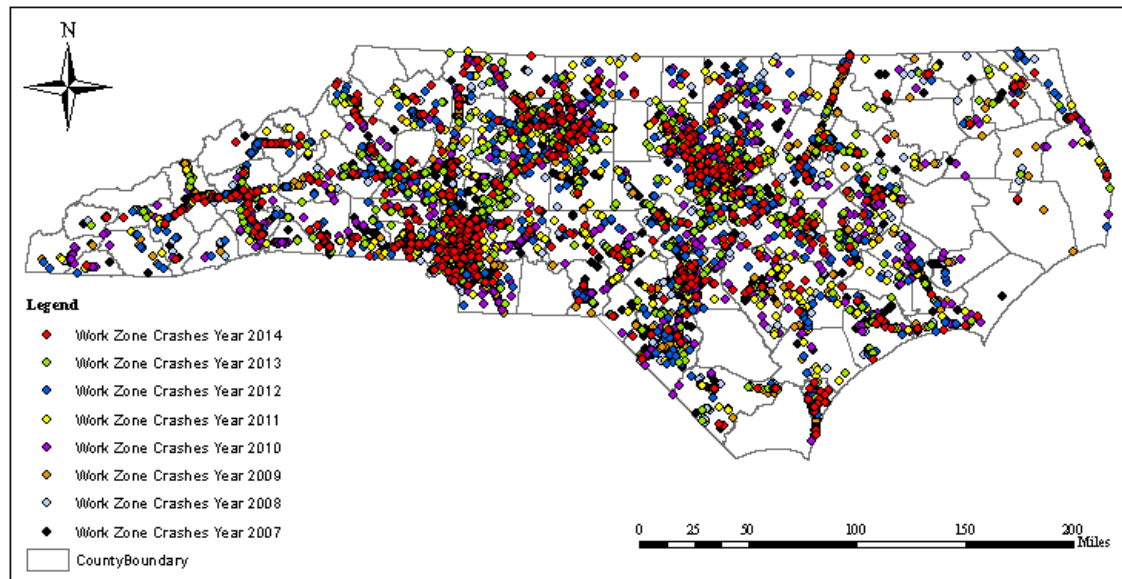 N
Legend
Work Zone Crashes Year 2014
Work Zone Crashes Year 2013
Work Zone Crashes Year 2012
Work Zone Crashes Year 2011
Work Zone Crashes Year 2010
Work Zone Crashes Year 2009
Work Zone Crashes Year 2008
Work Zone Crashes Year 2007
CountyBoundary
0 25 50 100 150 200
Miles